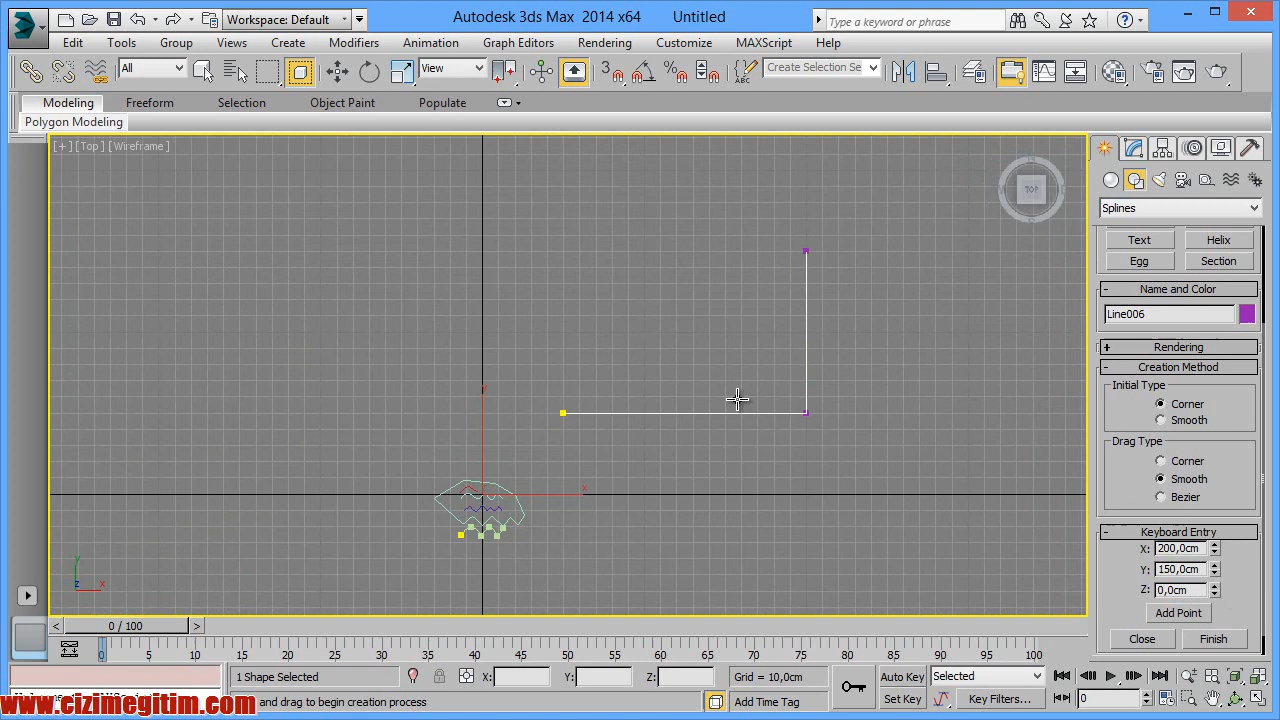 Workspace: Default
Autodesk 3ds Max 2014 x64 Untitled
Type a keyword or phrase
Edit Tools Group Views Create Modifiers Animation Graph Editors Rendering Customize MAXScript Help
All
View
3
Create Selection Se
Modeling Freeform Selection Object Paint Populate
Polygon Modeling
[+] [Top] [Wireframe]
TOP
Splines
Text Helix
Egg Section
- Name and Color
Line006
+ Rendering
- Creation Method
Initial Type
Corner
Smooth
Drag Type
Corner
Smooth
Bezier
- Keyboard Entry
X: 200,0cm
Y: 150,0cm
Z: 0,0cm
Add Point
Close Finish
y
x
y
z x
< 0 / 100 >
0 5 10 15 20 25 30 35 40 45 50 55 60 65 70 75 80 85 90 95 100
1 Shape Selected
X: Y: Z:
Grid = 10,0cm
Auto Key Selected
www.cizimegitim.com
and drag to begin creation process
Add Time Tag
Set Key Key Filters...
0